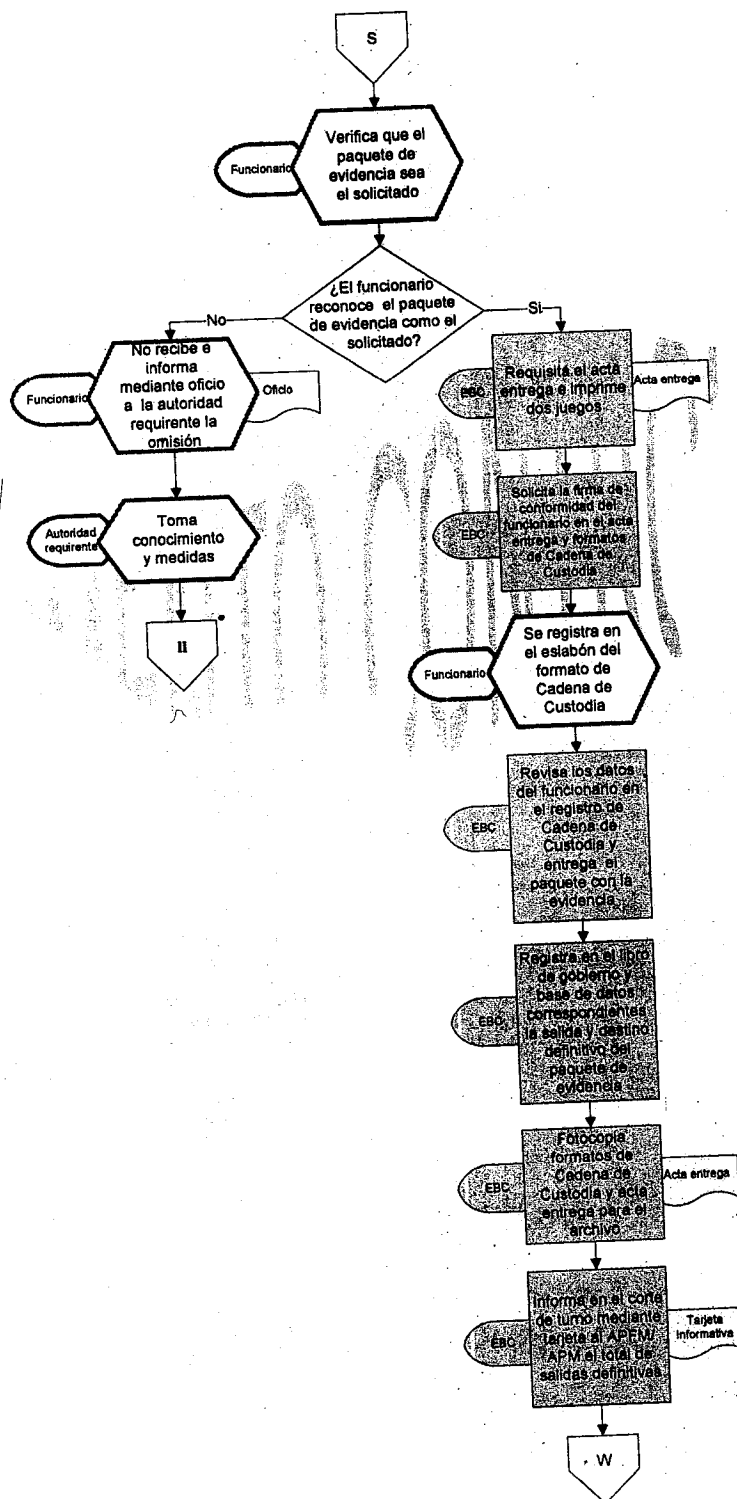 S
Verifica que el
paquete de
evidencia sea
el solicitado
Funcionario
¿El funcionario
reconoce el paquete
de evidencia como el
solicitado?
No
Si
No recibe e
informa
mediante oficio
a la autoridad
requirente la
omisión
Funcionario
Oficio
Toma
conocimiento
y medidas
Autoridad
requirente
II
Requisita el acta
entrega e imprime
dos juegos
EBC
Acta entrega
Solicita la firma de
conformidad del
funcionario en el acta
entrega y formatos
de Cadena de
Custodia
EBC
Se registra en
el eslabón del
formato de
Cadena de
Custodia
Funcionario
Revisa los datos
del funcionario en
el registro de
Cadena de
Custodia y
entrega el
paquete con la
evidencia
EBC
Registra en el libro
de gobierno y
base de datos
correspondientes
la salida y destino
definitivo del
paquete de
evidencia
EBC
Fotocopia
formatos de
Cadena de
Custodia y acta
entrega para el
archivo
EBC
Acta entrega
Informa en el corte
de turno mediante
tarjeta al APFM/
APM el total de
salidas definitivas
EBC
Tarjeta
Informativa
W